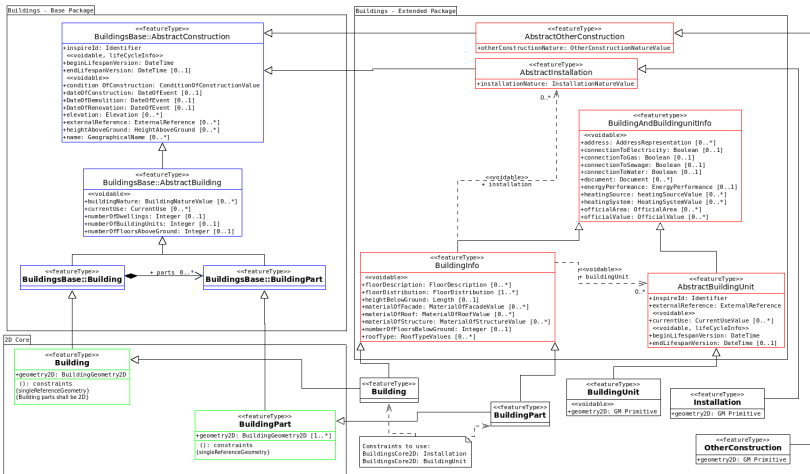 Buildings - Base Package
<<featureType>>
BuildingsBase::AbstractConstruction
+inspireId: Identifier
<<voidable, lifeCycleInfo>>
+beginLifespanVersion: DateTime
+endLifespanVersion: DateTime [0..1]
<<voidable>>
+condition OfConstruction: ConditionOfConstructionValue
+dateOfConstruction: DateOfEvent [0..1]
+DateOfDemolition: DateOfEvent [0..1]
+DateOfRenovation: DateOfEvent [0..1]
+elevation: Elevation [0..*]
+externalReference: ExternalReference [0..*]
+heightAboveGround: HeightAboveGround [0..*]
+name: GeographicalName [0..*]
<<featureType>>
BuildingsBase::AbstractBuilding
<<voidable>>
+buildingNature: BuildingNatureValue [0..*]
+currentUse: CurrentUse [0..*]
+numberOfDwellings: Integer [0..1]
+numberOfBuildingUnits: Integer [0..1]
+numberOfFloorsAboveGround: Integer [0..1]
<<featureType>>
BuildingsBase::Building
+ parts 0..*
<<featureType>>
BuildingsBase::BuildingPart
2D Core
<<featureType>>
Building
+geometry2D: BuildingGeometry2D
(): constraints
{singleReferenceGeometry}
{Building parts shall be 2D}
<<featureType>>
BuildingPart
+geometry2D: BuildingGeometry2D [1..*]
(): constraints
{singleReferenceGeometry}
Buildings - Extended Package
<<featureType>>
AbstractOtherConstruction
+otherConstructionNature: OtherConstructionNatureValue
<<featureType>>
AbstractInstallation
+installationNature: InstallationNatureValue
0..*
<<voidable>>
+ installation
<<featuretype>>
BuildingAndBuildingunitInfo
<<voidable>>
+address: AddressRepresentation [0..*]
+connectionToElectricity: Boolean [0..1]
+connectionToGas: Boolean [0..1]
+connectionToSewage: Boolean [0..1]
+connectionToWater: Boolean [0..1]
+document: Document [0..*]
+energyPerformance: EnergyPerformance [0..1]
+heatingSource: heatingSourceValue [0..*]
+heatingSystem: HeatingSystemValue [0..*]
+officialArea: OfficialArea [0..*]
+officialValue: OfficialValue [0..*]
<<featureType>>
BuildingInfo
<<voidable>>
+floorDescription: FloorDescription [0..*]
+floorDistribution: FloorDistribution [1..*]
+heightBelowGround: Length [0..1]
+materialOfFacade: MaterialOfFacadeValue [0..*]
+materialOfRoof: MaterialOfRoofValue [0..*]
+materialOfStructure: MaterialOfStructureValue [0..*]
+numberOfFloorsBelowGround: Integer [0..1]
+roofType: RoofTypeValues [0..*]
<<voidable>>
+ buildingUnit
0..*
<<featureType>>
AbstractBuildingUnit
+inspireId: Identifier
+externalReference: ExternalReference
<<voidable>>
+currentUse: CurrentUseValue [0..*]
<<voidable, lifeCycleInfo>>
+beginLifespanVersion: DateTime
+endLifespanVersion: DateTime [0..1]
<<featureType>>
Building
<<featureType>>
BuildingPart
<<featureType>>
BuildingUnit
<<voidable>>
+geometry2D: GM Primitive
<<featureType>>
Installation
+geometry2D: GM Primitive
<<featureType>>
OtherConstruction
+geometry2D: GM Primitive
Constraints to use:
BuildingsCore2D: Installation
BuildingsCore2D: BuildingUnit